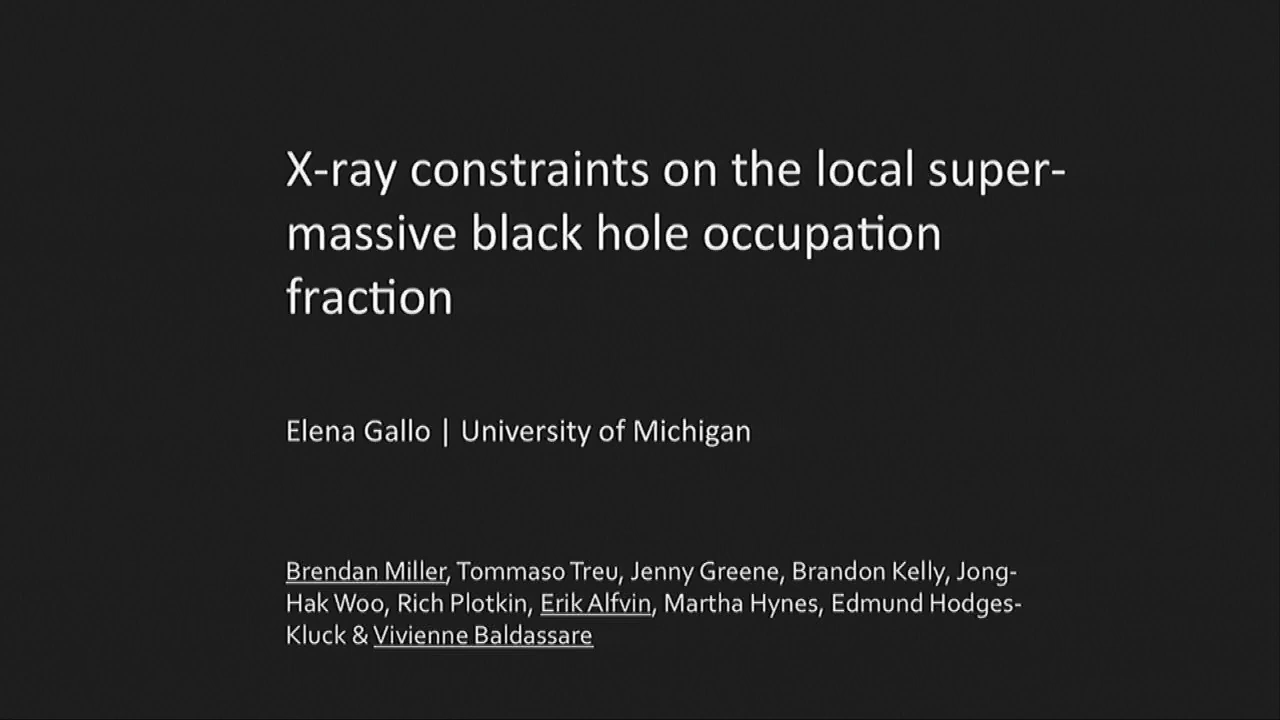 X-ray constraints on the local super-
massive black hole occupation
fraction
Elena Gallo | University of Michigan
Brendan Miller, Tommaso Treu, Jenny Greene, Brandon Kelly, Jong-
Hak Woo, Rich Plotkin, Erik Alfvin, Martha Hynes, Edmund Hodges-
Kluck & Vivienne Baldassare